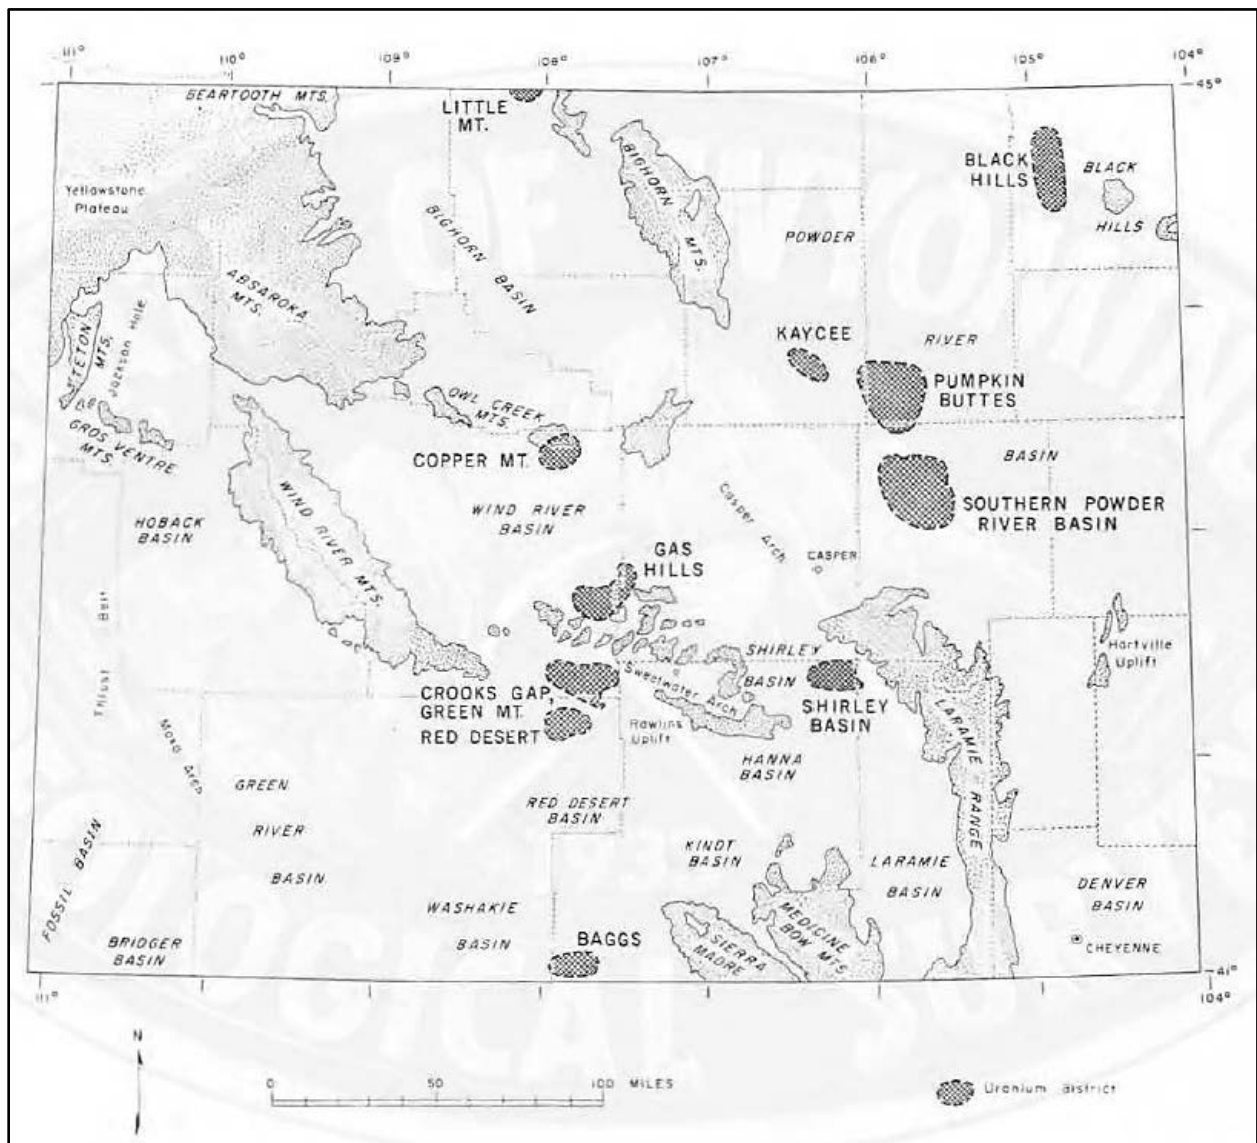 111°
110°
109°
108°
107°
106°
105°
104°
45°
BEARTOOTH MTS.
LITTLE
MT.
Yellowstone
Plateau
BIGHORN
BASIN
BIGHORN
MTS.
POWDER
BLACK
HILLS
BLACK
HILLS
ABSAROKA
MTS.
TETON
MTS.
Jackson Hole
GROS VENTRE
MTS.
OWL CREEK
MTS.
KAYCEE
RIVER
PUMPKIN
BUTTES
COPPER MT.
BASIN
HOBACK
BASIN
WIND RIVER MTS.
WIND RIVER
BASIN
Casper Arch
CASPER
SOUTHERN POWDER
RIVER BASIN
GAS
HILLS
Thrust Belt
Moxa Arch
CROOKS GAP,
GREEN MT.
RED DESERT
Sweetwater Arch
Rawlins
Uplift
SHIRLEY
BASIN
SHIRLEY
BASIN
Hartville
Uplift
LARAMIE RANGE
HANNA
BASIN
GREEN
RIVER
BASIN
RED DESERT
BASIN
KINDT
BASIN
LARAMIE
BASIN
FOSSIL BASIN
BRIDGER
BASIN
WASHAKIE
BASIN
BAGGS
SIERRA
MADRE
MEDICINE
BOW MTS.
DENVER
BASIN
CHEYENNE
41°
111°
104°
N
0 50 100 MILES
Uranium district
OF WYOMING
1933
GEOLOGICAL SURVEY